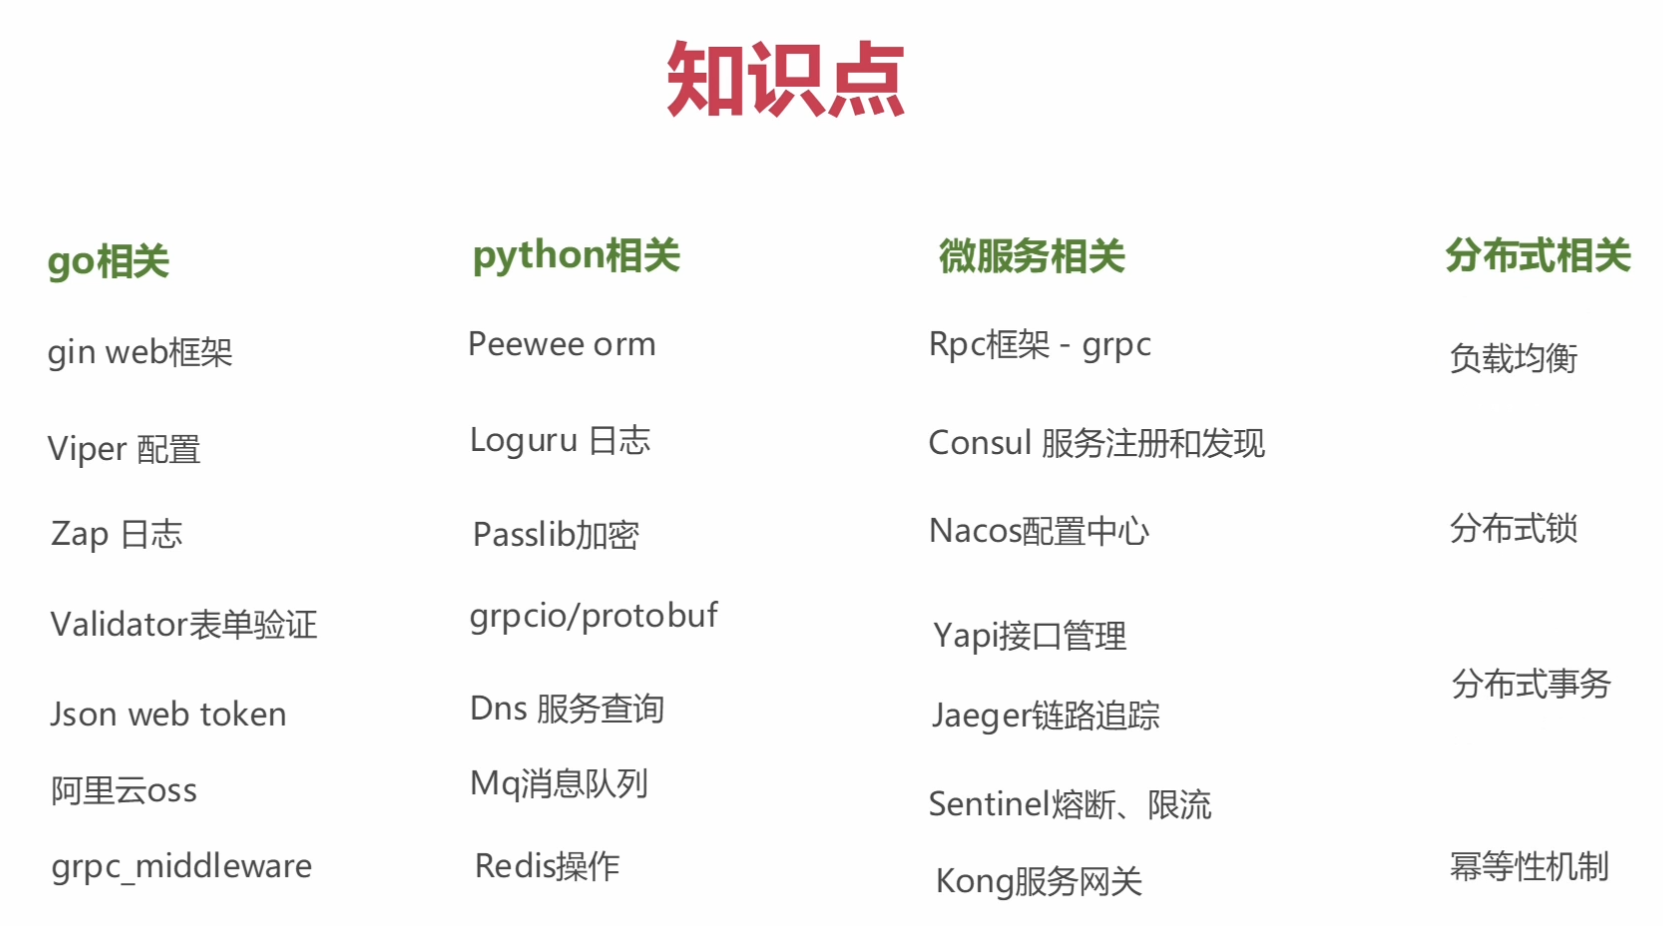 知识点
go相关
gin web框架
Viper 配置
Zap 日志
Validator表单验证
Json web token
阿里云oss
grpc_middleware
python相关
Peewee orm
Loguru 日志
Passlib加密
grpcio/protobuf
Dns 服务查询
Mq消息队列
Redis操作
微服务相关
Rpc框架 - grpc
Consul 服务注册和发现
Nacos配置中心
Yapi接口管理
Jaeger链路追踪
Sentinel熔断、限流
Kong服务网关
分布式相关
负载均衡
分布式锁
分布式事务
幂等性机制